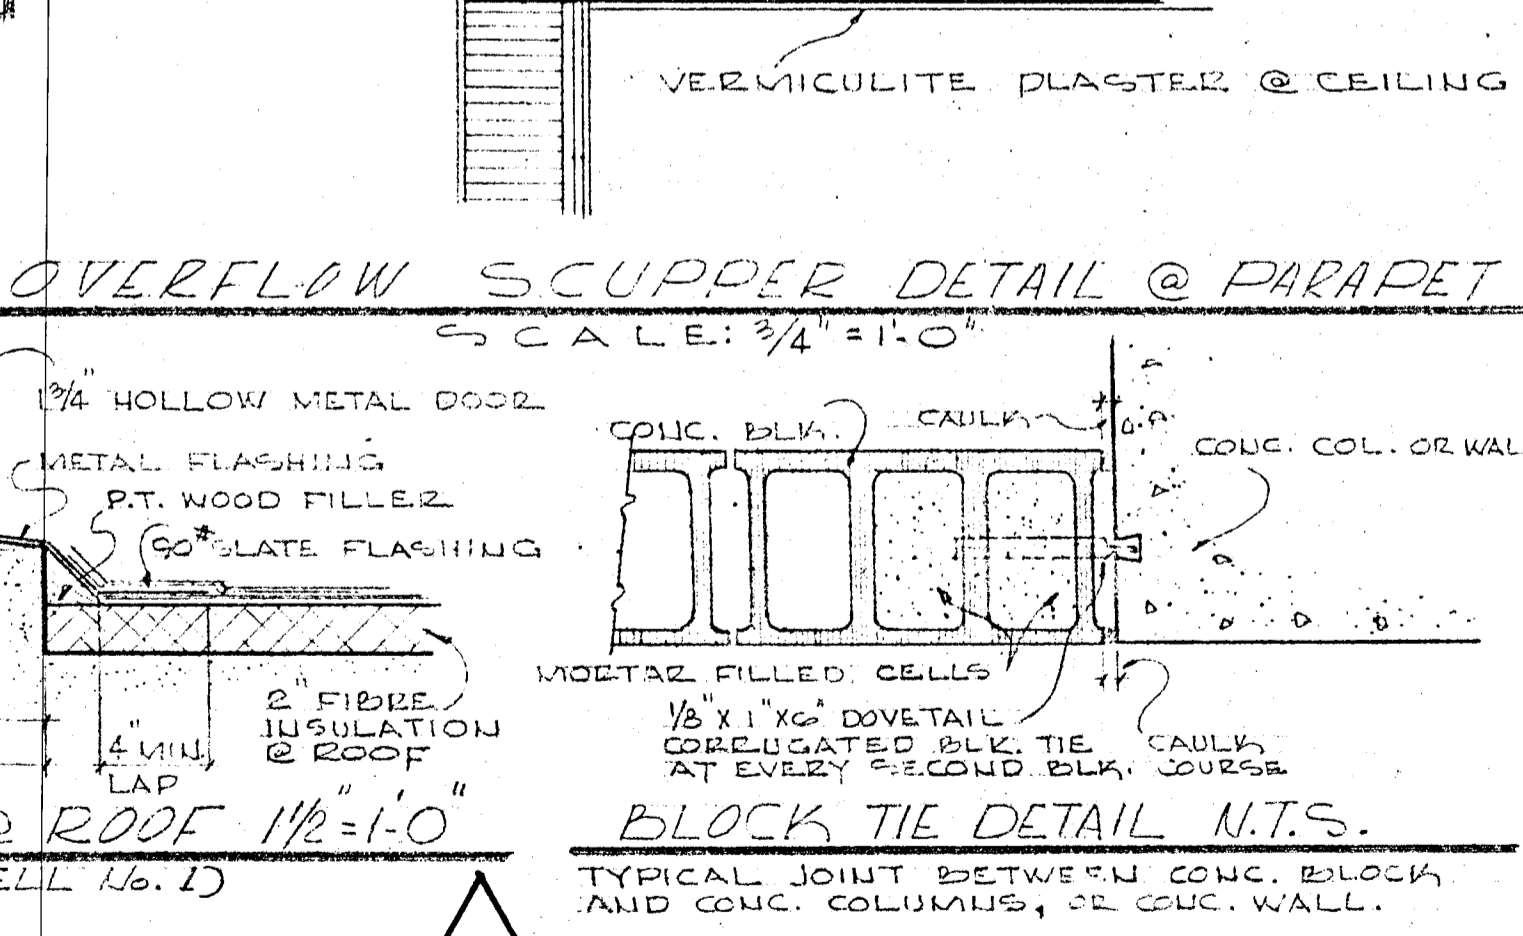 VERMICULITE PLASTER @ CEILING
OVERFLOW SCUPPER DETAIL @ PARAPET
SCALE: 3/4" = 1'-0"
1 3/4" HOLLOW METAL DOOR
METAL FLASHING
P.T. WOOD FILLER
90# SLATE FLASHING
2" FIBRE
INSULATION
@ ROOF
4" MIN.
LAP
ROOF 1 1/2" = 1'-0"
ELL No. 1)
CONC. BLK.
CAULK
CONC. COL. OR WAL
MORTAR FILLED CELLS
1/8" X 1" X 6" DOVETAIL
CORRUGATED BLK. TIE
AT EVERY SECOND BLK. COURSE
CAULK
BLOCK TIE DETAIL N.T.S.
TYPICAL JOINT BETWEEN CONC. BLOCK
AND CONC. COLUMNS, OR CONC. WALL.